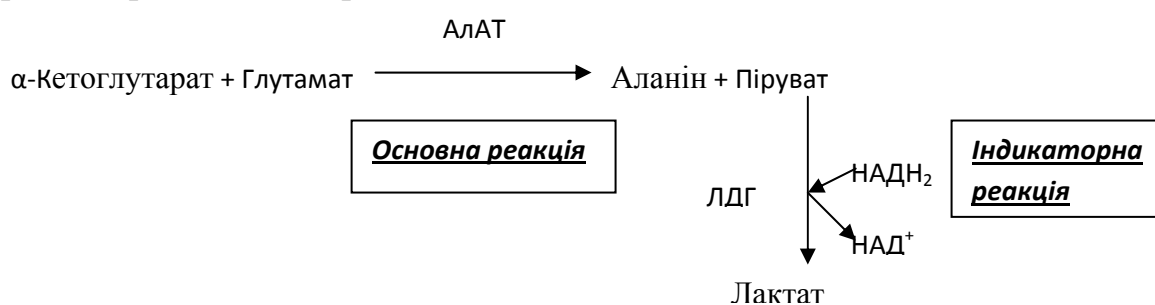 АлАТ
α-Кетоглутарат + Глутамат
Аланін + Піруват
Основна реакція
Індикаторна
реакція
ЛДГ
НАДН₂
НАД⁺
Лактат